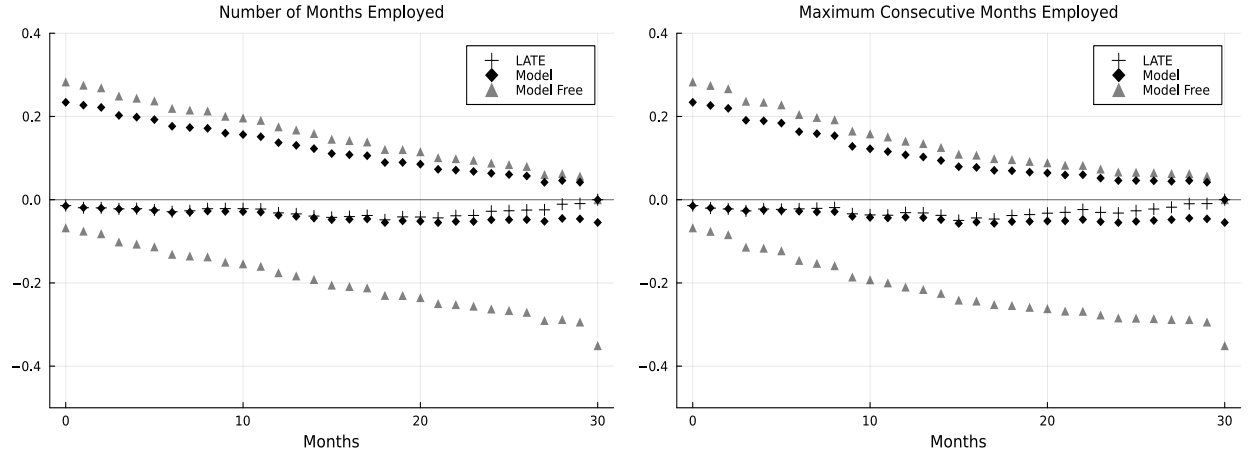 Number of Months Employed
0.4
0.2
0.0
−0.2
−0.4
LATE
Model
Model Free
0
10
20
30
Months
Maximum Consecutive Months Employed
0.4
0.2
0.0
−0.2
−0.4
LATE
Model
Model Free
0
10
20
30
Months